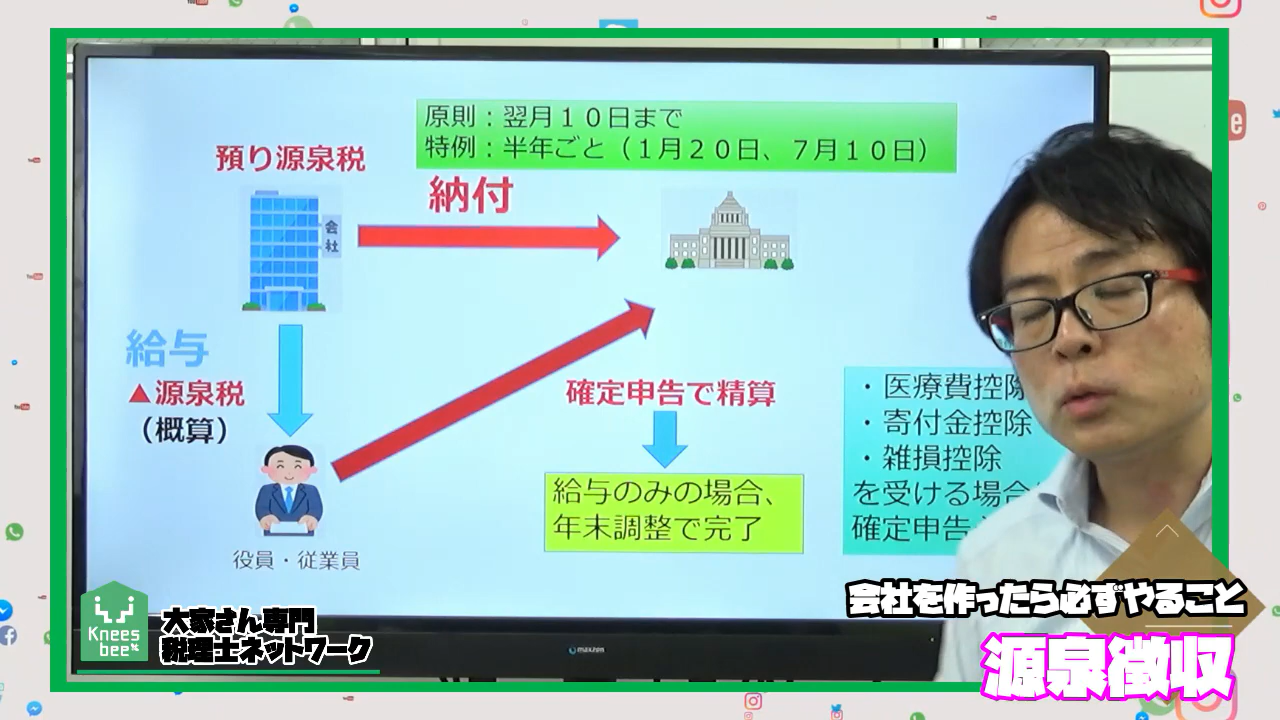 原則：翌月１０日まで
特例：半年ごと（１月２０日、７月１０日）
預り源泉税
納付
会社
給与
▲源泉税
（概算）
役員・従業員
確定申告で精算
給与のみの場合、
年末調整で完了
・医療費控除
・寄付金控除
・雑損控除
を受ける場合
確定申告
Knees
bee
大家さん専門
税理士ネットワーク
会社を作ったら必ずやること
源泉徴収